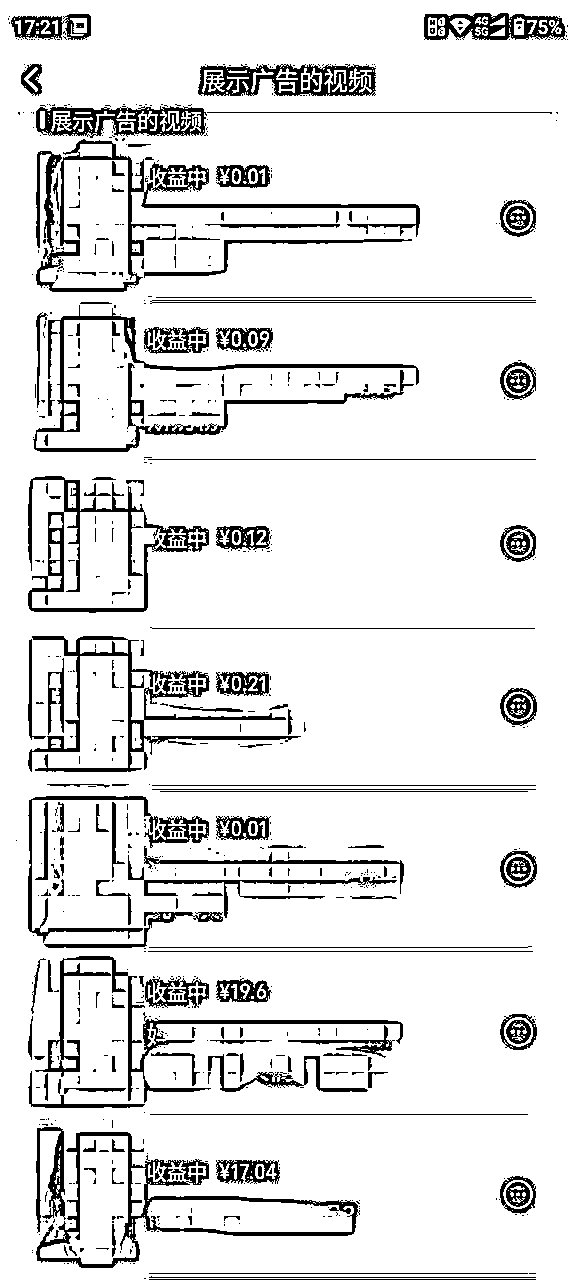 17:21 75%
展示广告的视频
展示广告的视频
收益中 ¥0.01
收益中 ¥0.09
收益中 ¥0.12
收益中 ¥0.21
收益中 ¥0.01
收益中 ¥19.6
收益中 ¥17.04